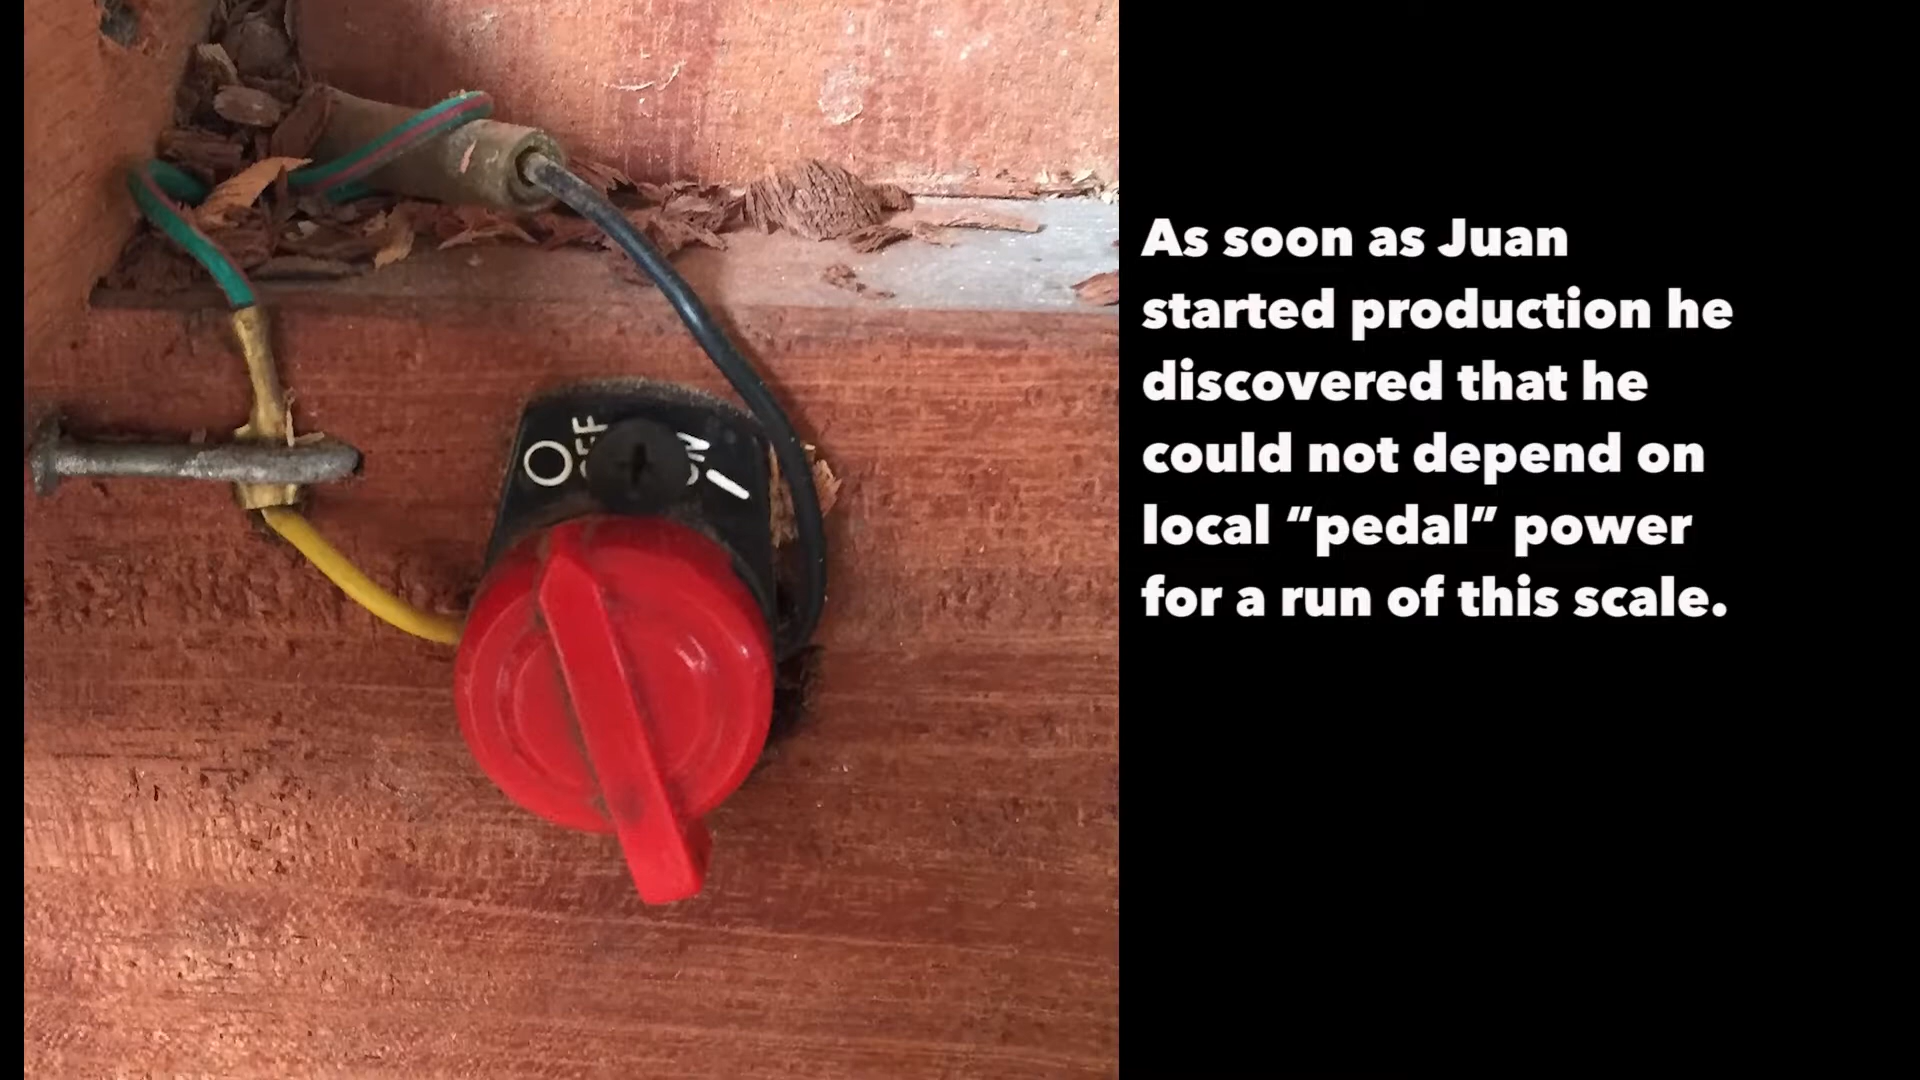 OFF
ON
As soon as Juan
started production he
discovered that he
could not depend on
local “pedal” power
for a run of this scale.